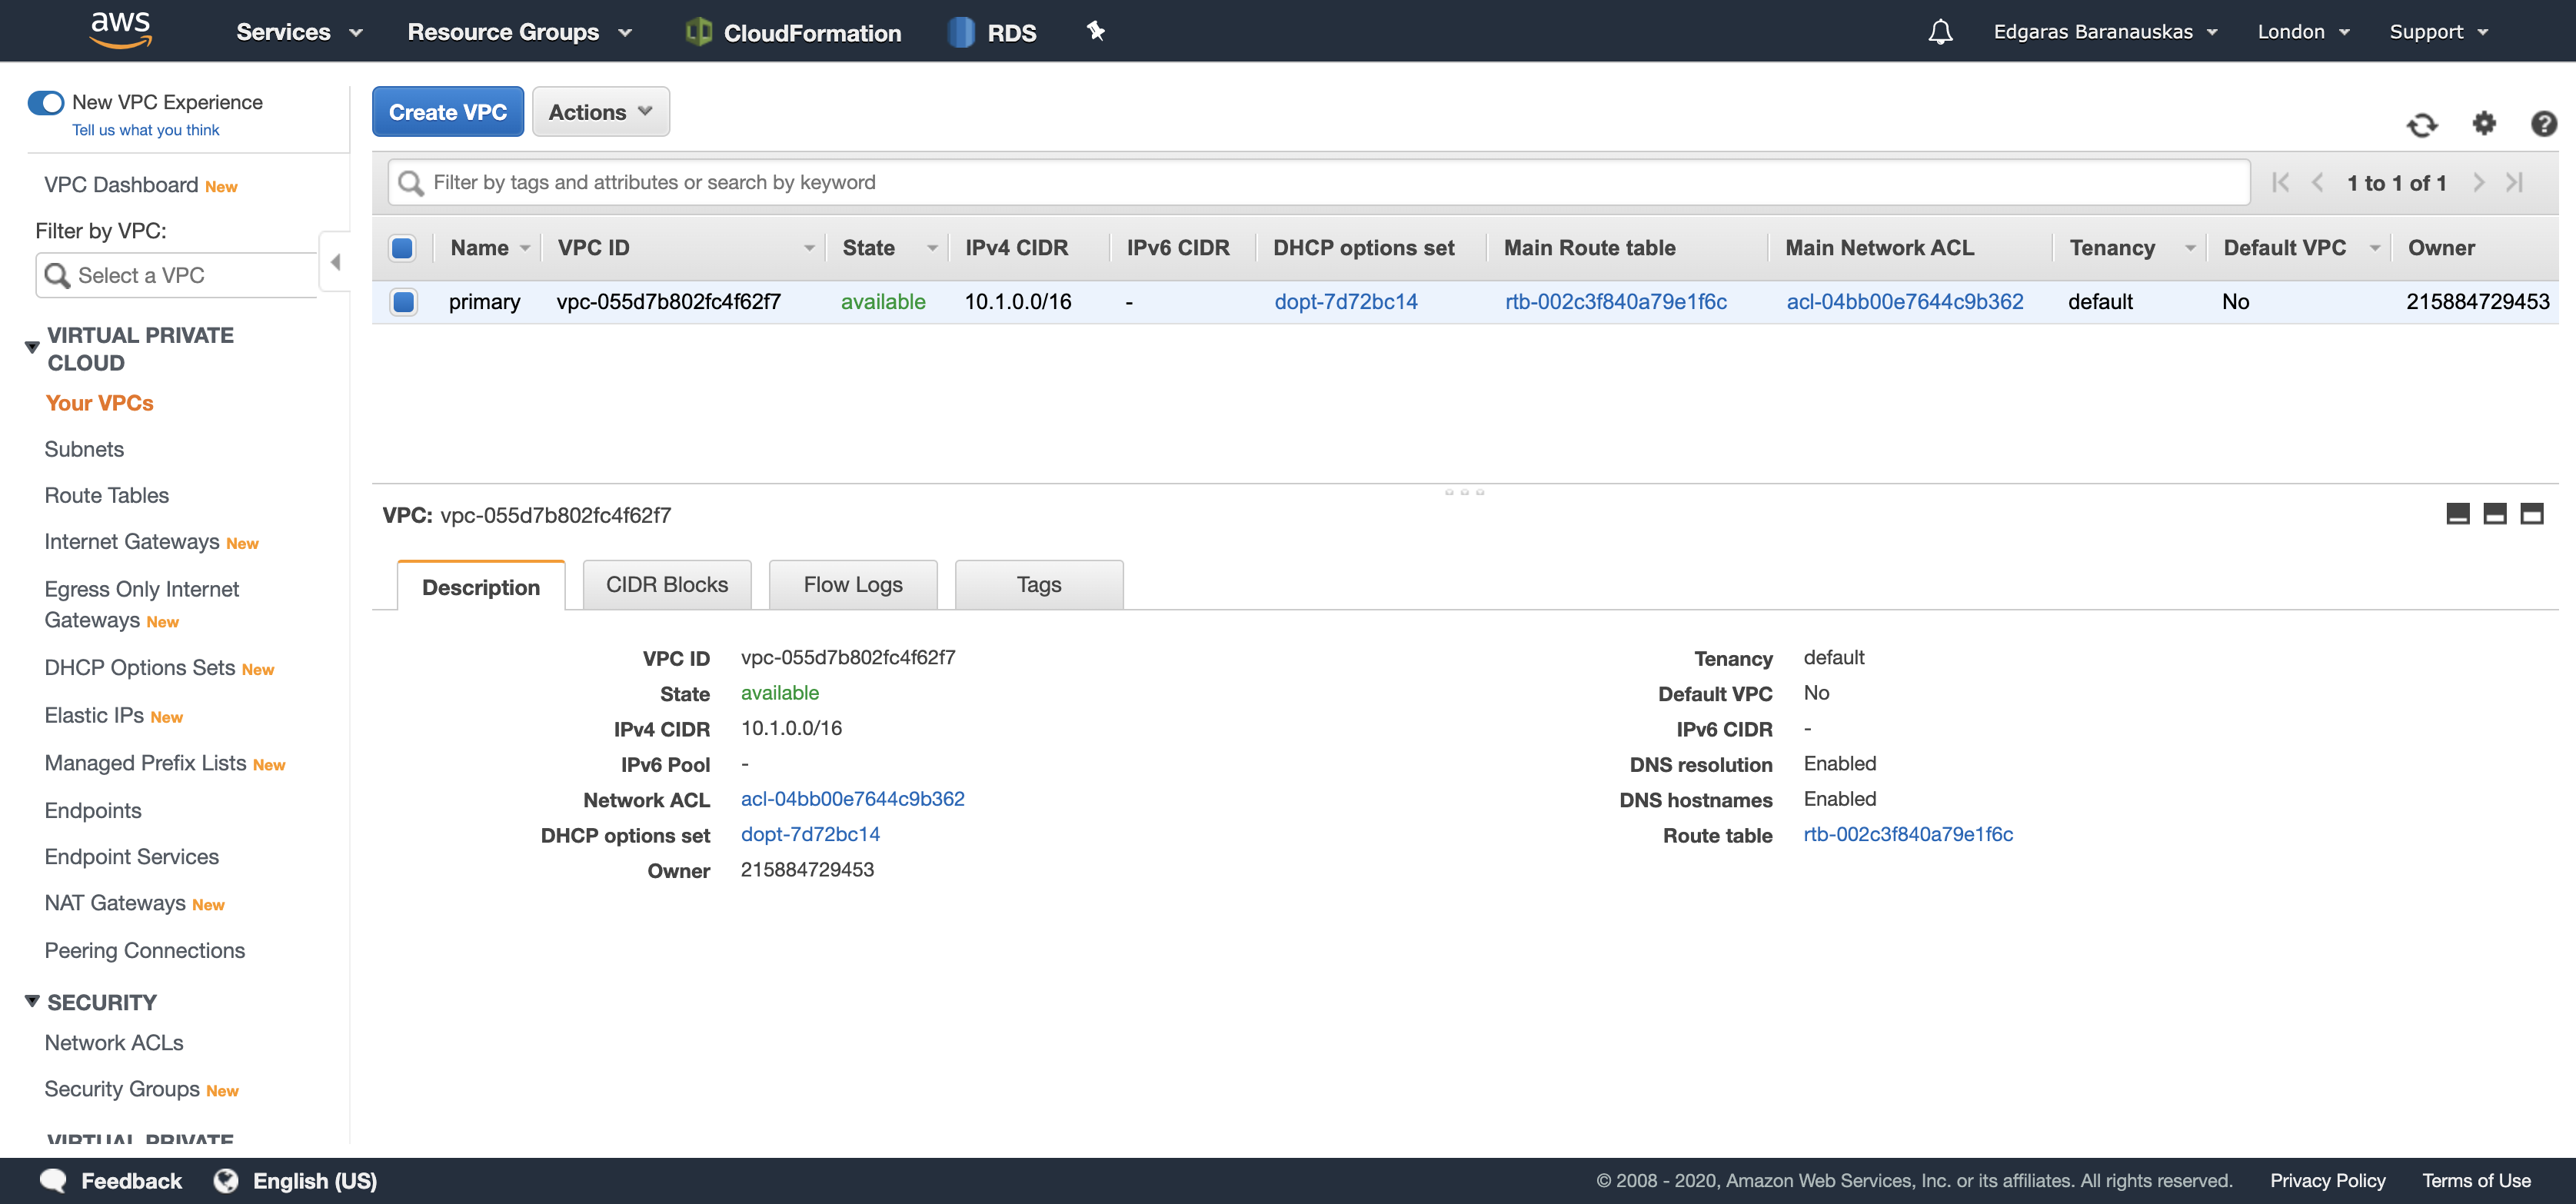 aws Services Resource Groups CloudFormation RDS Edgaras Baranauskas London Support
New VPC Experience
Tell us what you think
VPC Dashboard New
Filter by VPC:
Select a VPC
VIRTUAL PRIVATE
CLOUD
Your VPCs
Subnets
Route Tables
Internet Gateways New
Egress Only Internet
Gateways New
DHCP Options Sets New
Elastic IPs New
Managed Prefix Lists New
Endpoints
Endpoint Services
NAT Gateways New
Peering Connections
SECURITY
Network ACLs
Security Groups New
VIRTUAL PRIVATE
Create VPC Actions
Filter by tags and attributes or search by keyword 1 to 1 of 1
Name VPC ID State IPv4 CIDR IPv6 CIDR DHCP options set Main Route table Main Network ACL Tenancy Default VPC Owner
primary vpc-055d7b802fc4f62f7 available 10.1.0.0/16 - dopt-7d72bc14 rtb-002c3f840a79e1f6c acl-04bb00e7644c9b362 default No 215884729453
VPC: vpc-055d7b802fc4f62f7
Description CIDR Blocks Flow Logs Tags
VPC ID vpc-055d7b802fc4f62f7 Tenancy default
State available Default VPC No
IPv4 CIDR 10.1.0.0/16 IPv6 CIDR -
IPv6 Pool - DNS resolution Enabled
Network ACL acl-04bb00e7644c9b362 DNS hostnames Enabled
DHCP options set dopt-7d72bc14 Route table rtb-002c3f840a79e1f6c
Owner 215884729453
Feedback English (US) © 2008 - 2020, Amazon Web Services, Inc. or its affiliates. All rights reserved. Privacy Policy Terms of Use